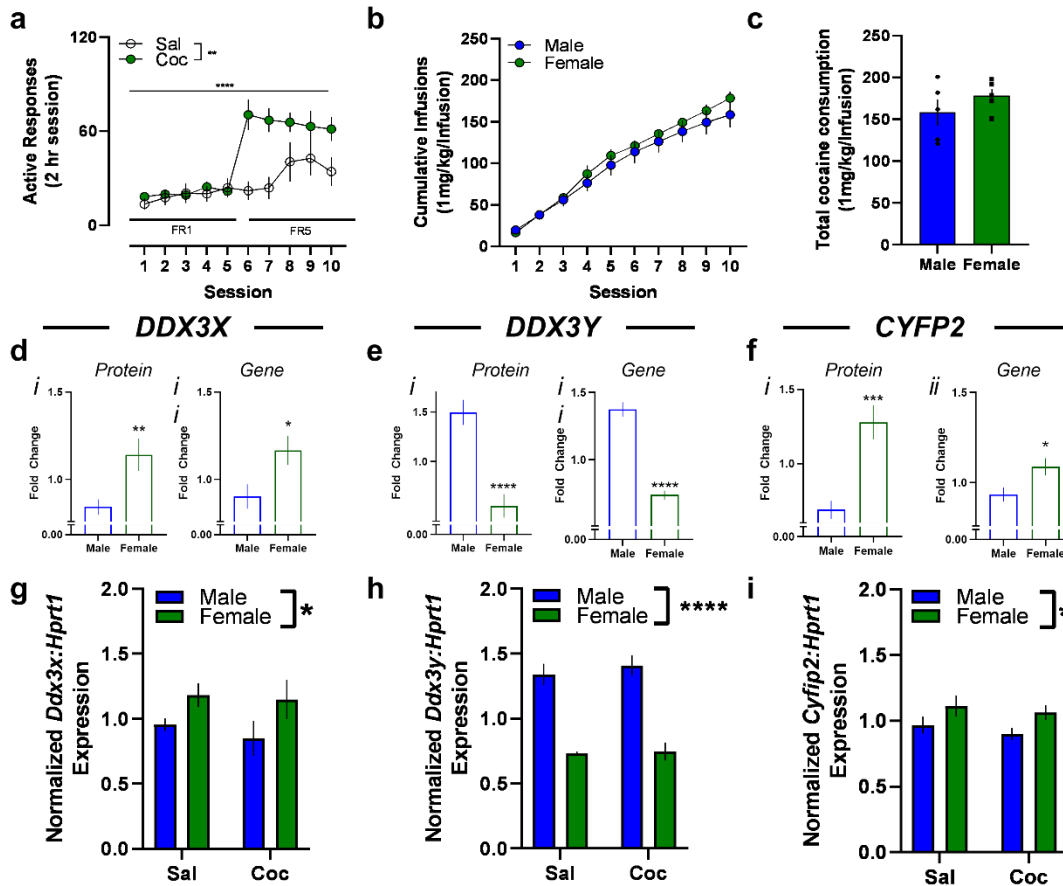 a
Sal
Coc
**
****
Active Responses
(2 hr session)
120
60
0
FR1
FR5
1 2 3 4 5 6 7 8 9 10
Session
b
Male
Female
Cumulative Infusions
(1mg/kg/Infusion)
250
200
150
100
50
0
1 2 3 4 5 6 7 8 9 10
Session
c
Total cocaine consumption
(1mg/kg/Infusion)
250
200
150
100
50
0
Male Female
DDX3X
DDX3Y
CYFP2
d
i
Protein
Fold Change
1.5
1.0
0.00
**
Male Female
i
i
Gene
Fold Change
1.5
1.0
0.00
*
Male Female
e
i
Protein
Fold Change
1.5
1.0
0.00
****
Male Female
i
i
Gene
Fold Change
1.5
1.0
0.00
****
Male Female
f
i
Protein
Fold Change
1.5
1.0
0.00
***
Male Female
ii
Gene
Fold Change
1.5
1.0
0.00
*
Male Female
g
Male
Female
*
Normalized Ddx3x:Hprt1
Expression
2.0
1.5
1.0
0.5
0.0
Sal Coc
h
Male
Female
****
Normalized Ddx3y:Hprt1
Expression
2.0
1.5
1.0
0.5
0.0
Sal Coc
i
Male
Female
*
Normalized Cyfip2:Hprt1
Expression
2.0
1.5
1.0
0.5
0.0
Sal Coc